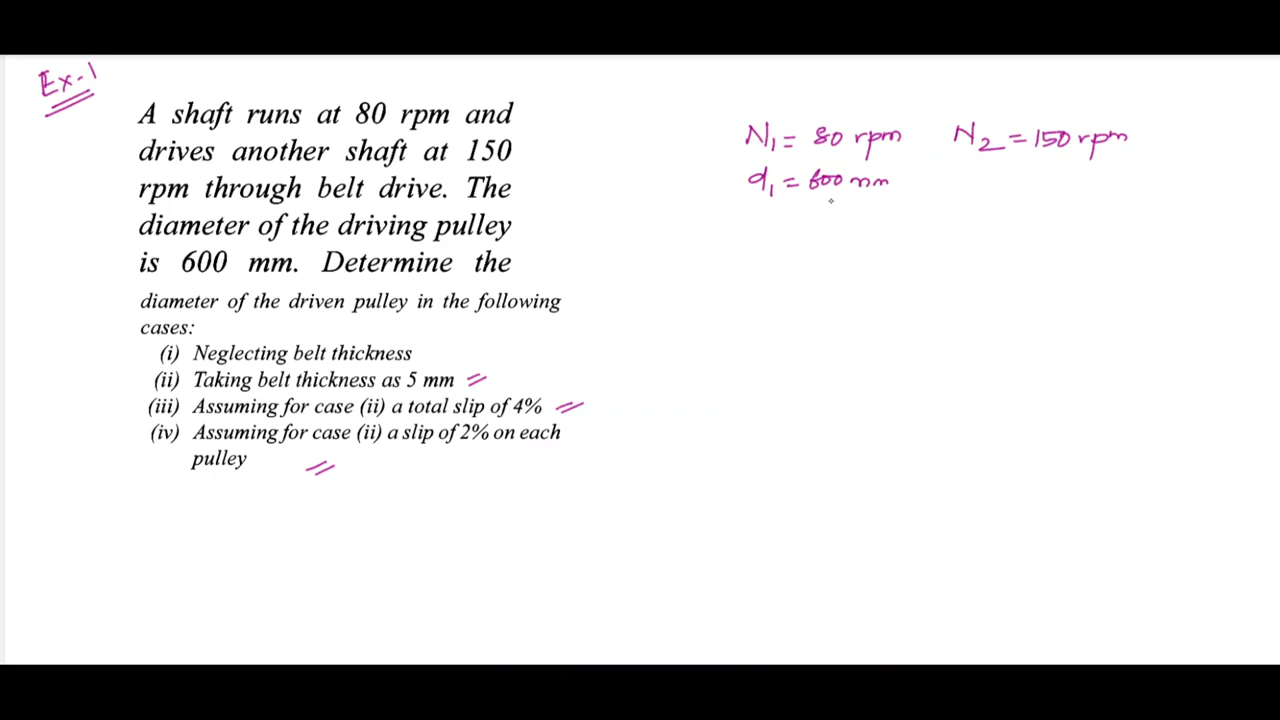 Ex-1
A shaft runs at 80 rpm and
drives another shaft at 150
rpm through belt drive. The
diameter of the driving pulley
is 600 mm. Determine the
diameter of the driven pulley in the following
cases:
(i) Neglecting belt thickness
(ii) Taking belt thickness as 5 mm
(iii) Assuming for case (ii) a total slip of 4%
(iv) Assuming for case (ii) a slip of 2% on each
pulley
N₁ = 80 rpm N₂ = 150 rpm
d₁ = 600 mm